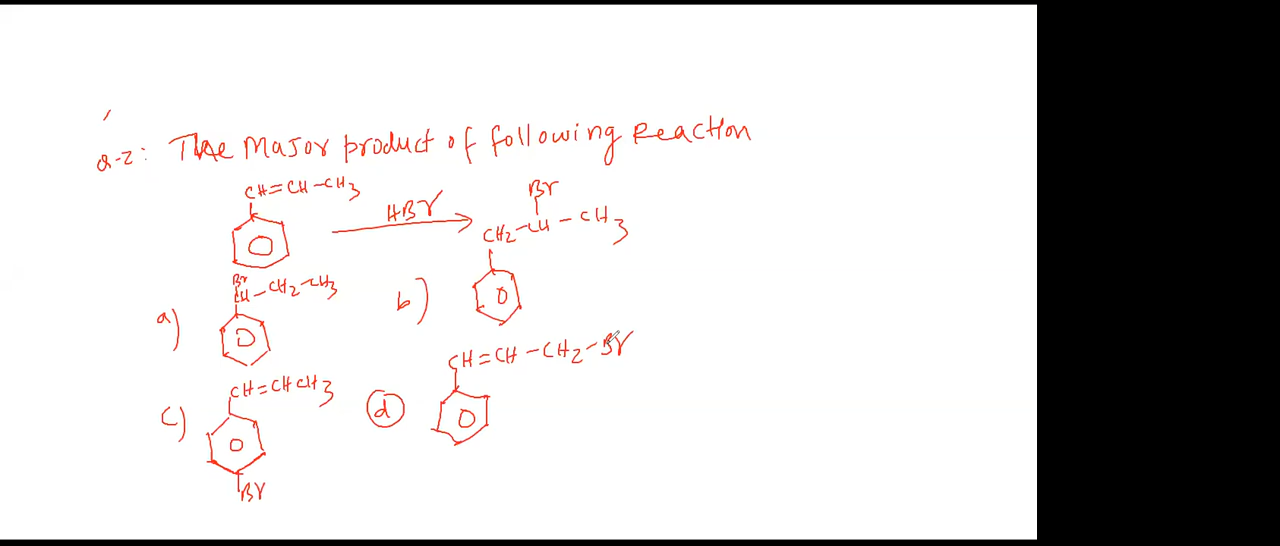 Q-2: The Major product of following Reaction
CH=CH-CH3
HBr
Br
CH2-CH-CH3
a)
Br
CH-CH2-CH3
b)
c)
CH=CHCH3
Br
d
CH=CH-CH2-Br